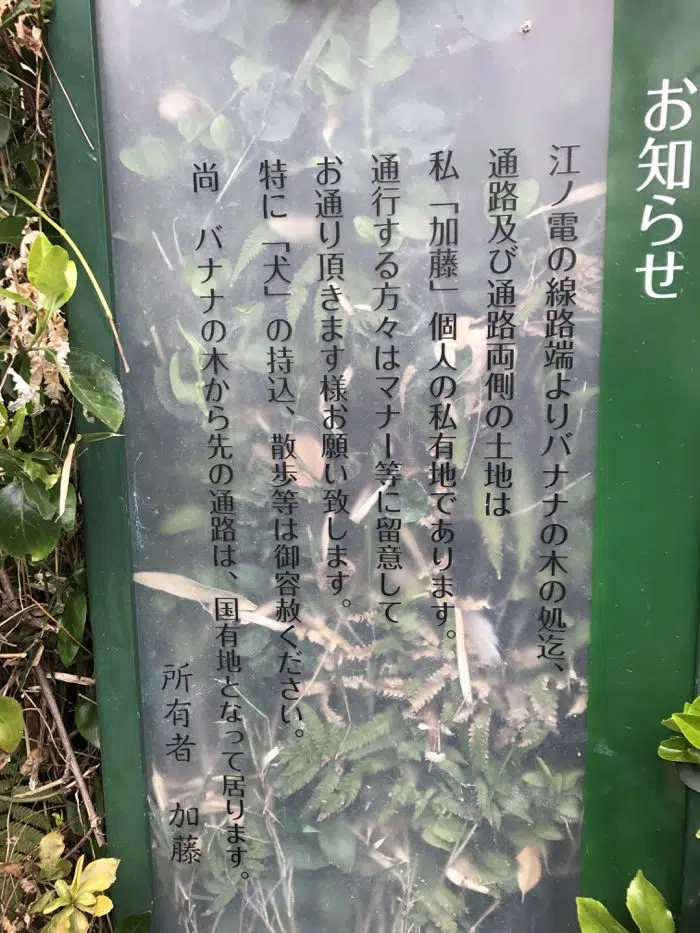 お知らせ
江ノ電の線路端よりバナナの木の処迄、
通路及び通路両側の土地は
私「加藤」個人の私有地であります。
通行する方々はマナー等に留意して
お通り頂きます様お願い致します。
特に「犬」の持込、散歩等は御容赦ください。
尚　バナナの木から先の通路は、国有地となって居ります。
所有者　加藤